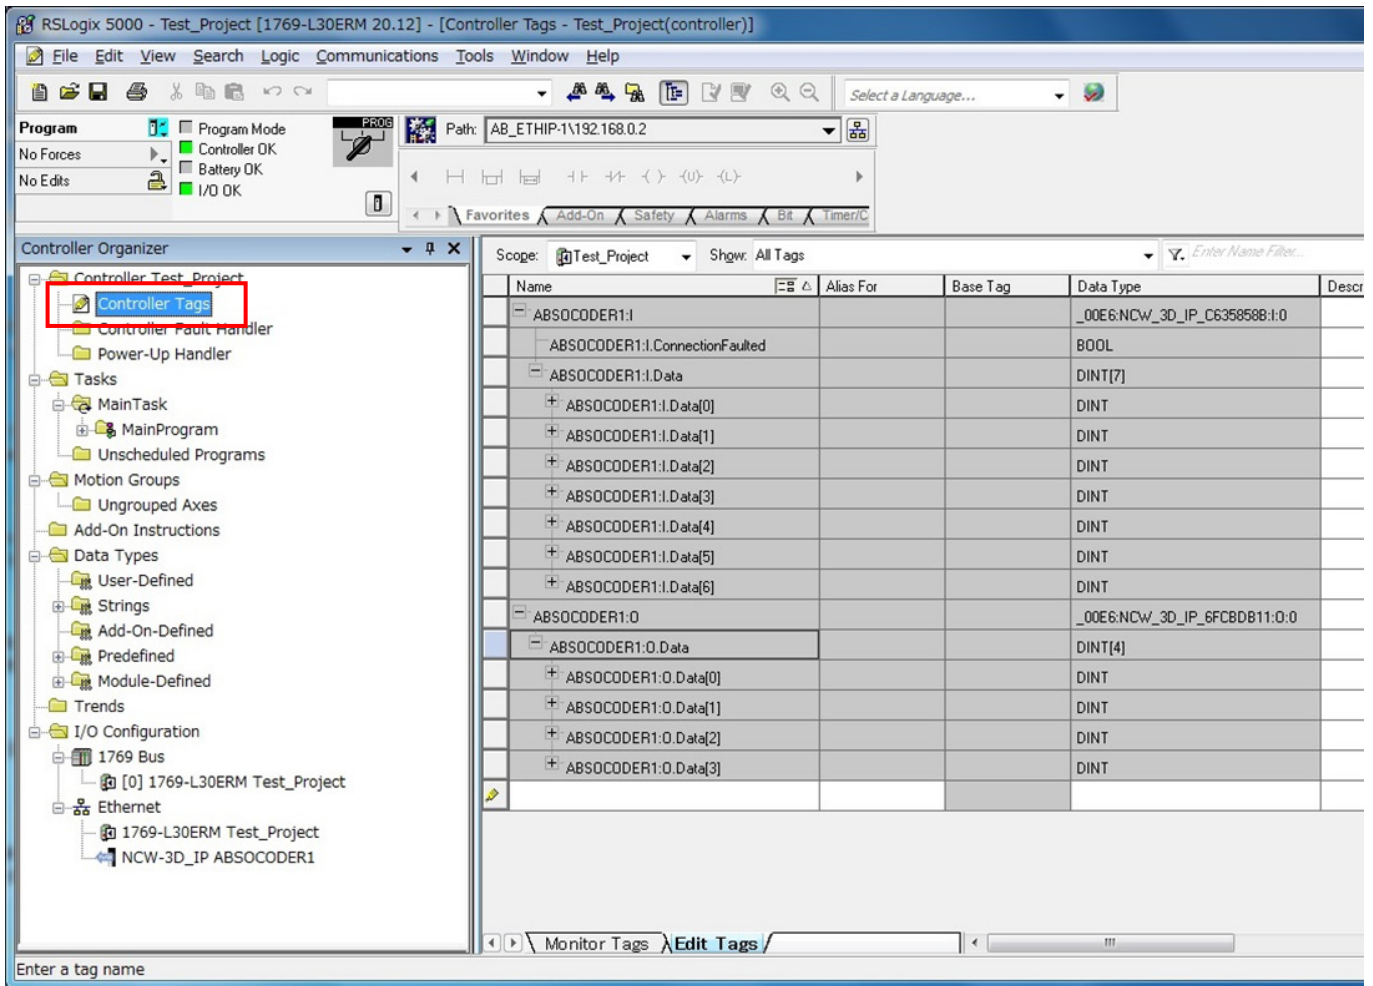 RSLogix 5000 - Test_Project [1769-L30ERM 20.12] - [Controller Tags - Test_Project(controller)]
File Edit View Search Logic Communications Tools Window Help
Select a Language...
Program Program Mode PROG Path: AB_ETHIP-1\192.168.0.2
No Forces Controller OK
Battery OK
No Edits I/O OK
Favorites Add-On Safety Alarms Bit Timer/C
Controller Organizer
Controller Test_Project
Controller Tags
Controller Fault Handler
Power-Up Handler
Tasks
MainTask
MainProgram
Unscheduled Programs
Motion Groups
Ungrouped Axes
Add-On Instructions
Data Types
User-Defined
Strings
Add-On-Defined
Predefined
Module-Defined
Trends
I/O Configuration
1769 Bus
[0] 1769-L30ERM Test_Project
Ethernet
1769-L30ERM Test_Project
NCW-3D_IP ABSOCODER1
Scope: Test_Project Show: All Tags Enter Name Filter...
Name Alias For Base Tag Data Type Descr
ABSOCODER1:I _00E6:NCW_3D_IP_C635858B:I:0
ABSOCODER1:I.ConnectionFaulted BOOL
ABSOCODER1:I.Data DINT[7]
ABSOCODER1:I.Data[0] DINT
ABSOCODER1:I.Data[1] DINT
ABSOCODER1:I.Data[2] DINT
ABSOCODER1:I.Data[3] DINT
ABSOCODER1:I.Data[4] DINT
ABSOCODER1:I.Data[5] DINT
ABSOCODER1:I.Data[6] DINT
ABSOCODER1:O _00E6:NCW_3D_IP_6FCBDB11:O:0
ABSOCODER1:O.Data DINT[4]
ABSOCODER1:O.Data[0] DINT
ABSOCODER1:O.Data[1] DINT
ABSOCODER1:O.Data[2] DINT
ABSOCODER1:O.Data[3] DINT
Monitor Tags Edit Tags
Enter a tag name